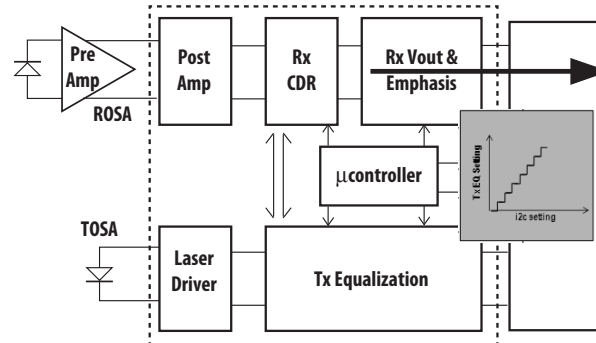 Pre
Amp
ROSA
Post
Amp
Rx
CDR
Rx Vout &
Emphasis
μcontroller
TxEQ Setting
i2c setting
TOSA
Laser
Driver
Tx Equalization